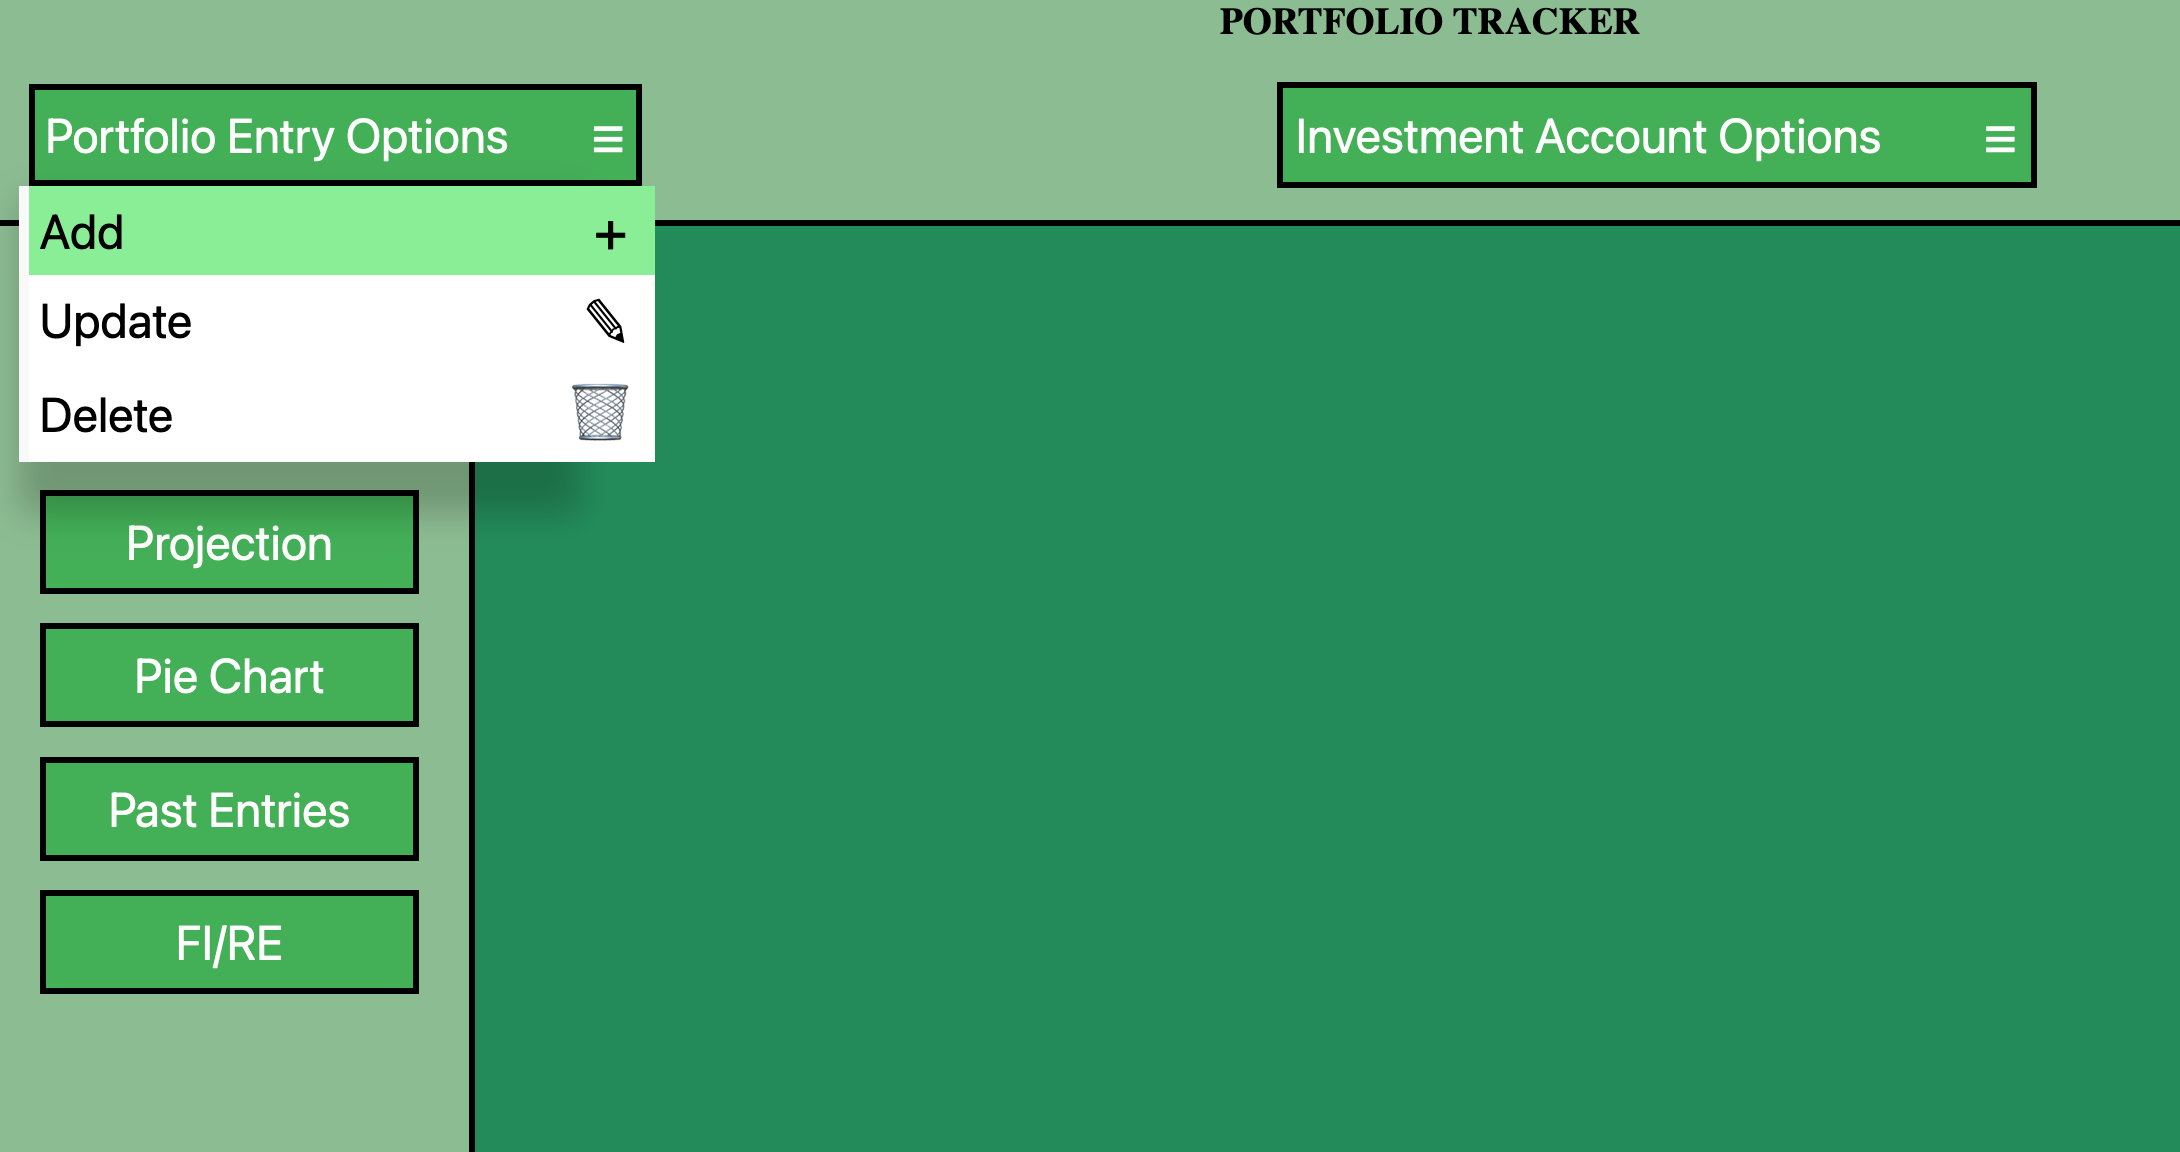 PORTFOLIO TRACKER
Portfolio Entry Options ☰
Investment Account Options ☰
Add +
Update
Delete
Projection
Pie Chart
Past Entries
FI/RE